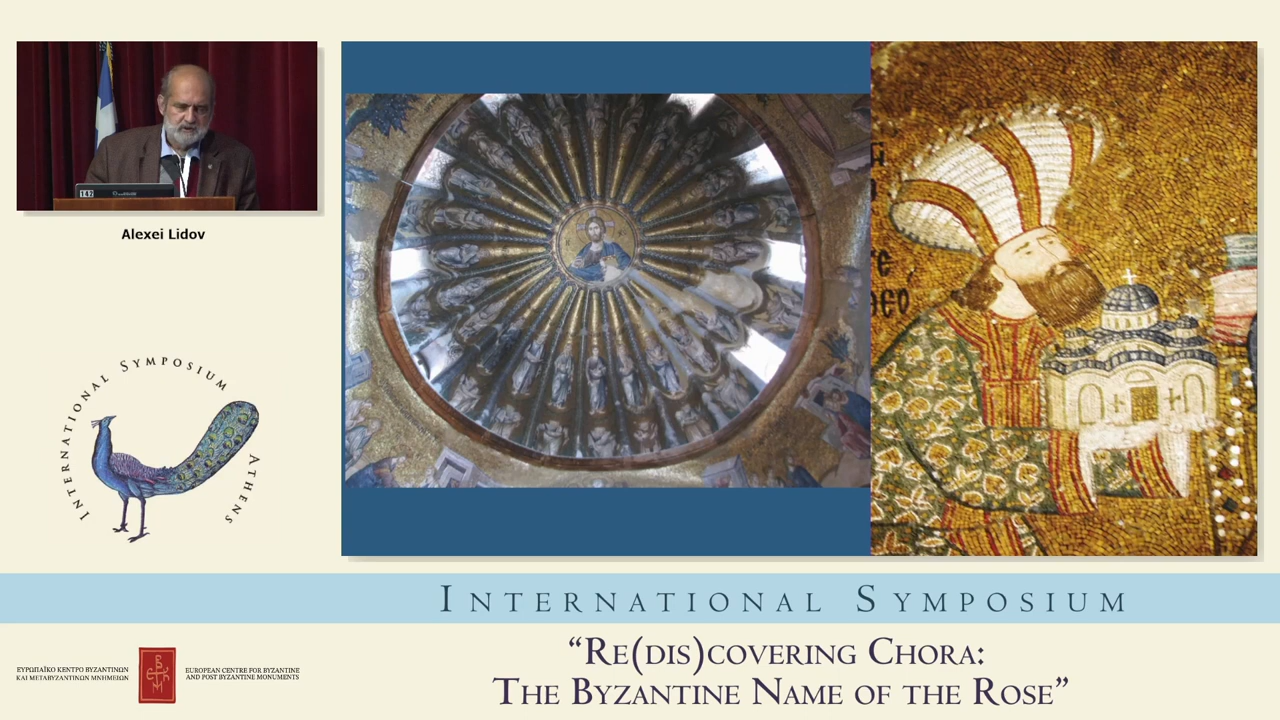 142
Alexei Lidov
INTERNATIONAL SYMPOSIUM ATHENS
INTERNATIONAL SYMPOSIUM
“RE(DIS)COVERING CHORA:
THE BYZANTINE NAME OF THE ROSE”
ΕΥΡΩΠΑΪΚΟ ΚΕΝΤΡΟ ΒΥΖΑΝΤΙΝΩΝ
ΚΑΙ ΜΕΤΑΒΥΖΑΝΤΙΝΩΝ ΜΝΗΜΕΙΩΝ
EUROPEAN CENTRE FOR BYZANTINE
AND POST BYZANTINE MONUMENTS